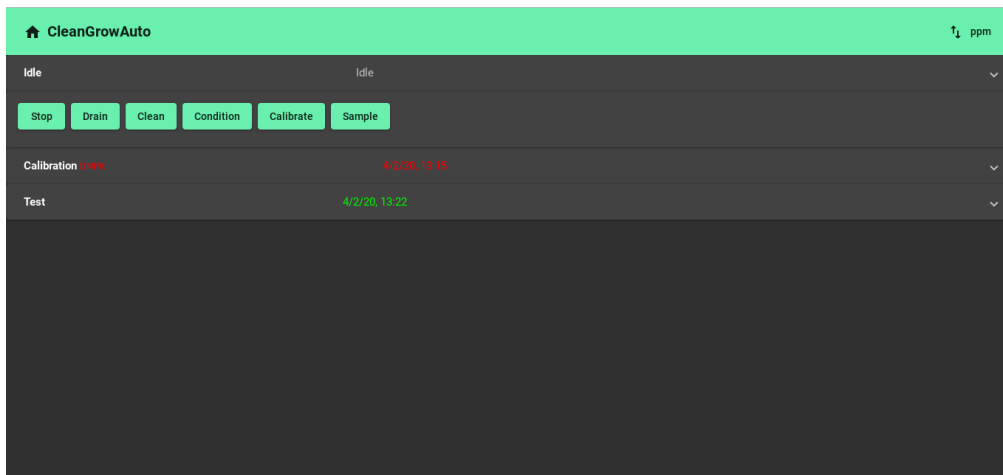 CleanGrowAuto ppm
Idle Idle
Stop Drain Clean Condition Calibrate Sample
Calibration 4/2/20, 13:15
Test 4/2/20, 13:22